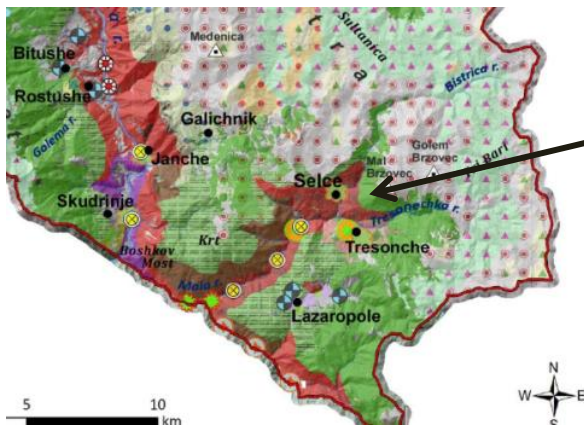 Sultanica
t r a
Bitushe
Medenica
Rostushe
Bistrica r.
Galichnik
Golema r.
Janche
Golem
Brzovec
Mal
Brzovec
Bari
Selce
Skudrinje
Tresonechka r.
Krt
Tresonche
Boshkov
Most
Mala r.
Lazaropole
N
W E
S
5 10
km